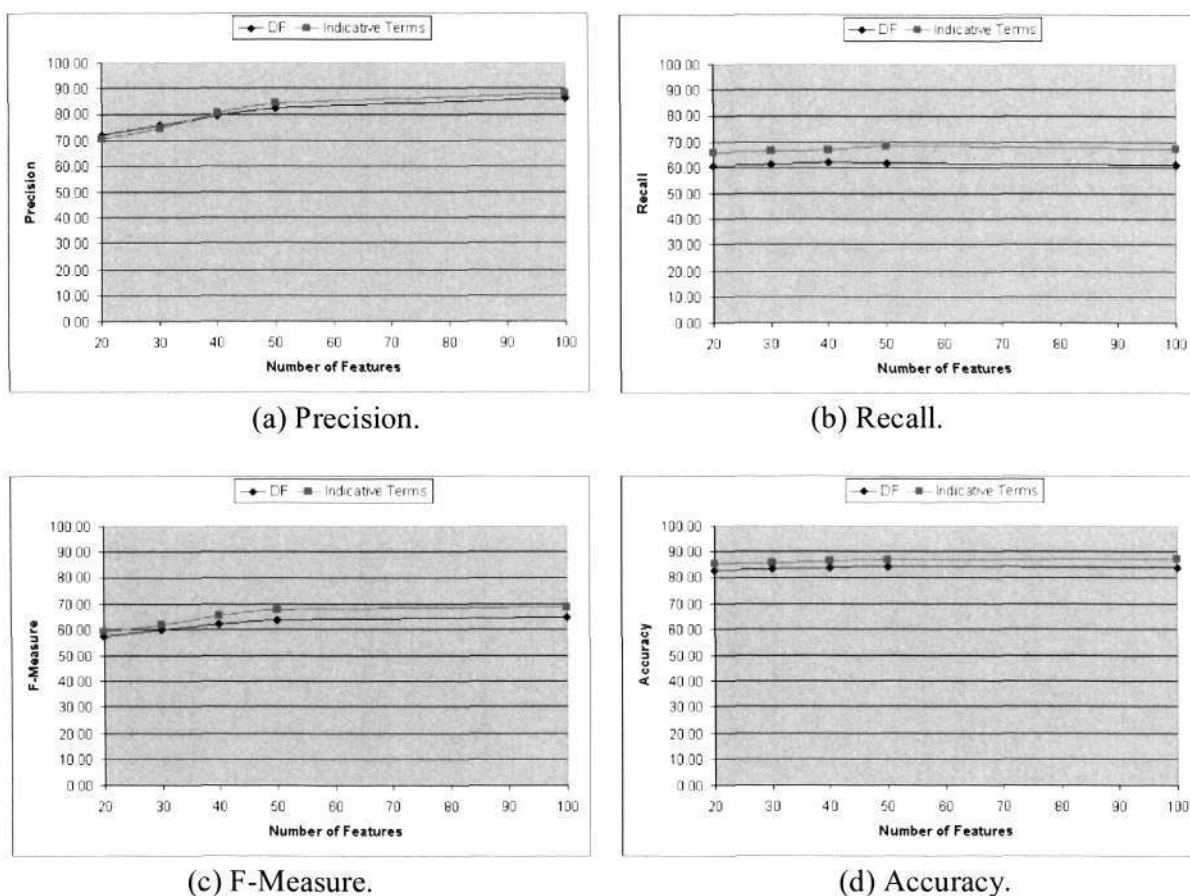 DF Indicative Terms
100.00
90.00
80.00
70.00
60.00
50.00
40.00
30.00
20.00
10.00
0.00
Precision
20 30 40 50 60 70 80 90 100
Number of Features
(a) Precision.
DF Indicative Terms
100.00
90.00
80.00
70.00
60.00
50.00
40.00
30.00
20.00
10.00
0.00
Recall
20 30 40 50 60 70 80 90 100
Number of Features
(b) Recall.
DF Indicative Terms
100.00
90.00
80.00
70.00
60.00
50.00
40.00
30.00
20.00
10.00
0.00
F-Measure
20 30 40 50 60 70 80 90 100
Number of Features
(c) F-Measure.
DF Indicative Terms
100.00
90.00
80.00
70.00
60.00
50.00
40.00
30.00
20.00
10.00
0.00
Accuracy
20 30 40 50 60 70 80 90 100
Number of Features
(d) Accuracy.